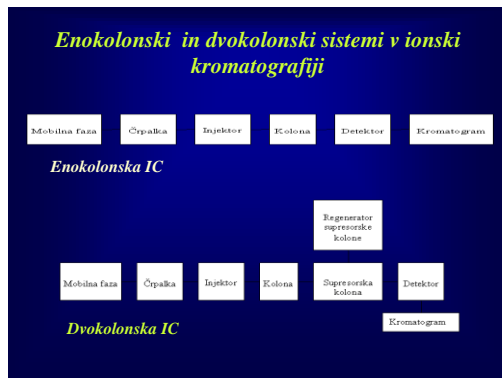 Enokolonski in dvokolonski sistemi v ionski
kromatografiji
Mobilna faza Črpalka Injektor Kolona Detektor Kromatogram
Enokolonska IC
Regenerator
supresorske
kolone
Mobilna faza Črpalka Injektor Kolona Supresorska
kolona Detektor
Kromatogram
Dvokolonska IC